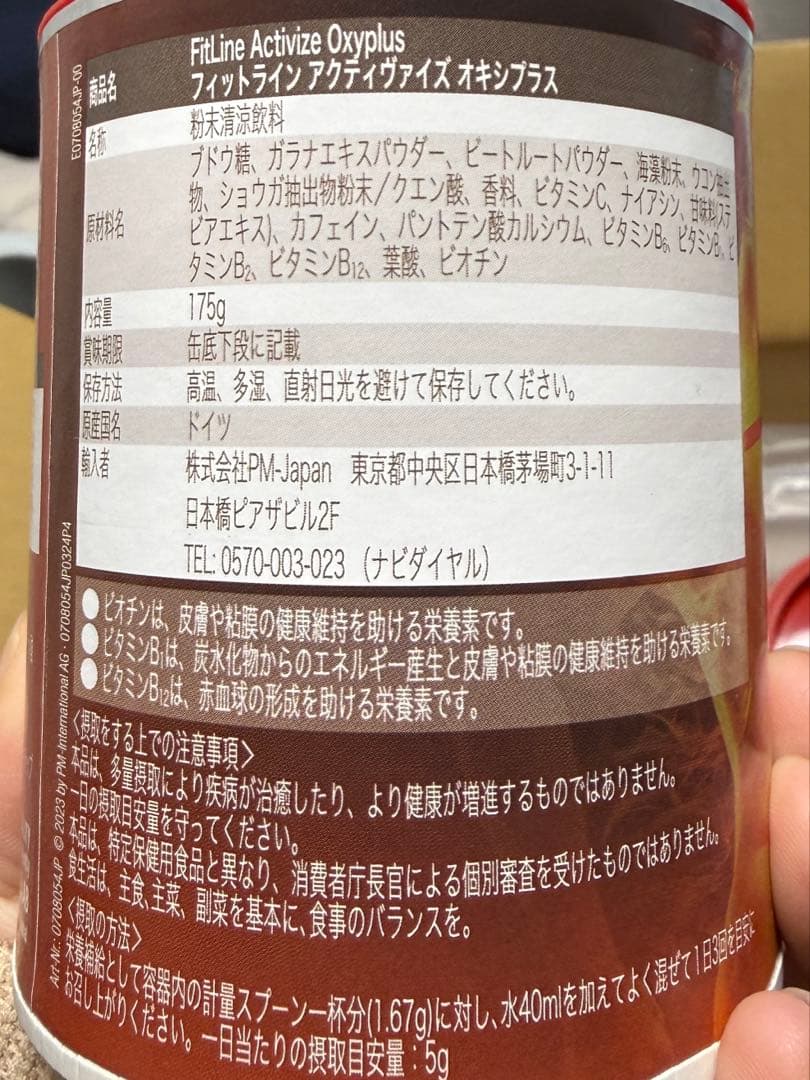 E0708054JP-00
商品名
FitLine Activize Oxyplus
フィットライン アクティヴァイズ オキシプラス
名称
粉末清涼飲料
原材料名
ブドウ糖、ガラナエキスパウダー、ビートルートパウダー、海藻粉末、ウコン抽出
物、ショウガ抽出物粉末/クエン酸、香料、ビタミンC、ナイアシン、甘味料(ステ
ビアエキス)、カフェイン、パントテン酸カルシウム、ビタミンB₆、ビタミンB₁、ビ
タミンB₂、ビタミンB₁₂、葉酸、ビオチン
内容量
175g
賞味期限
缶底下段に記載
保存方法
高温、多湿、直射日光を避けて保存してください。
原産国名
ドイツ
輸入者
株式会社PM-Japan 東京都中央区日本橋茅場町3-1-11
日本橋ピアザビル2F
TEL: 0570-003-023 (ナビダイヤル)
●ビオチンは、皮膚や粘膜の健康維持を助ける栄養素です。
●ビタミンB₁は、炭水化物からのエネルギー産生と皮膚や粘膜の健康維持を助ける栄養素です。
●ビタミンB₁₂は、赤血球の形成を助ける栄養素です。
<摂取をする上での注意事項>
本品は、多量摂取により疾病が治癒したり、より健康が増進するものではありません。
一日の摂取目安量を守ってください。
本品は、特定保健用食品と異なり、消費者庁長官による個別審査を受けたものではありません。
食生活は、主食、主菜、副菜を基本に、食事のバランスを。
<摂取の方法>
栄養補給として容器内の計量スプーン一杯分(1.67g)に対し、水40mlを加えてよく混ぜて1日3回を目安に
お召し上がりください。一日当たりの摂取目安量：5g
Art-Nr.: 0708054JP © 2023 by PM-International AG · 0708054JP0324P4